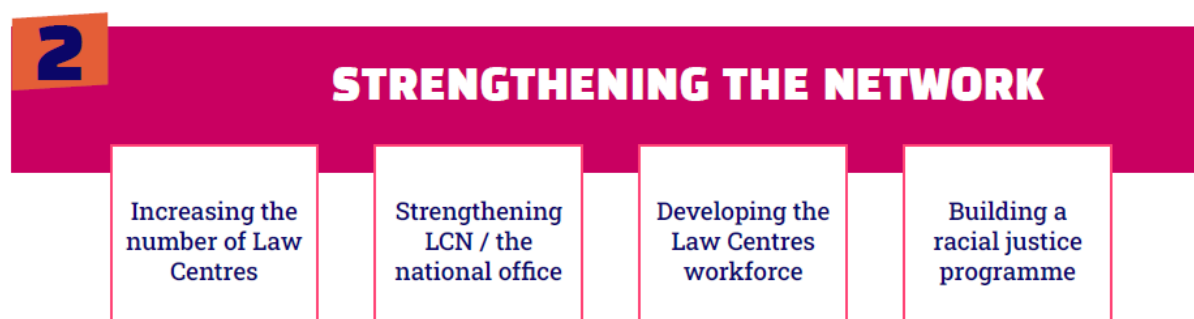 2
STRENGTHENING THE NETWORK
Increasing the
number of Law
Centres
Strengthening
LCN / the
national office
Developing the
Law Centres
workforce
Building a
racial justice
programme